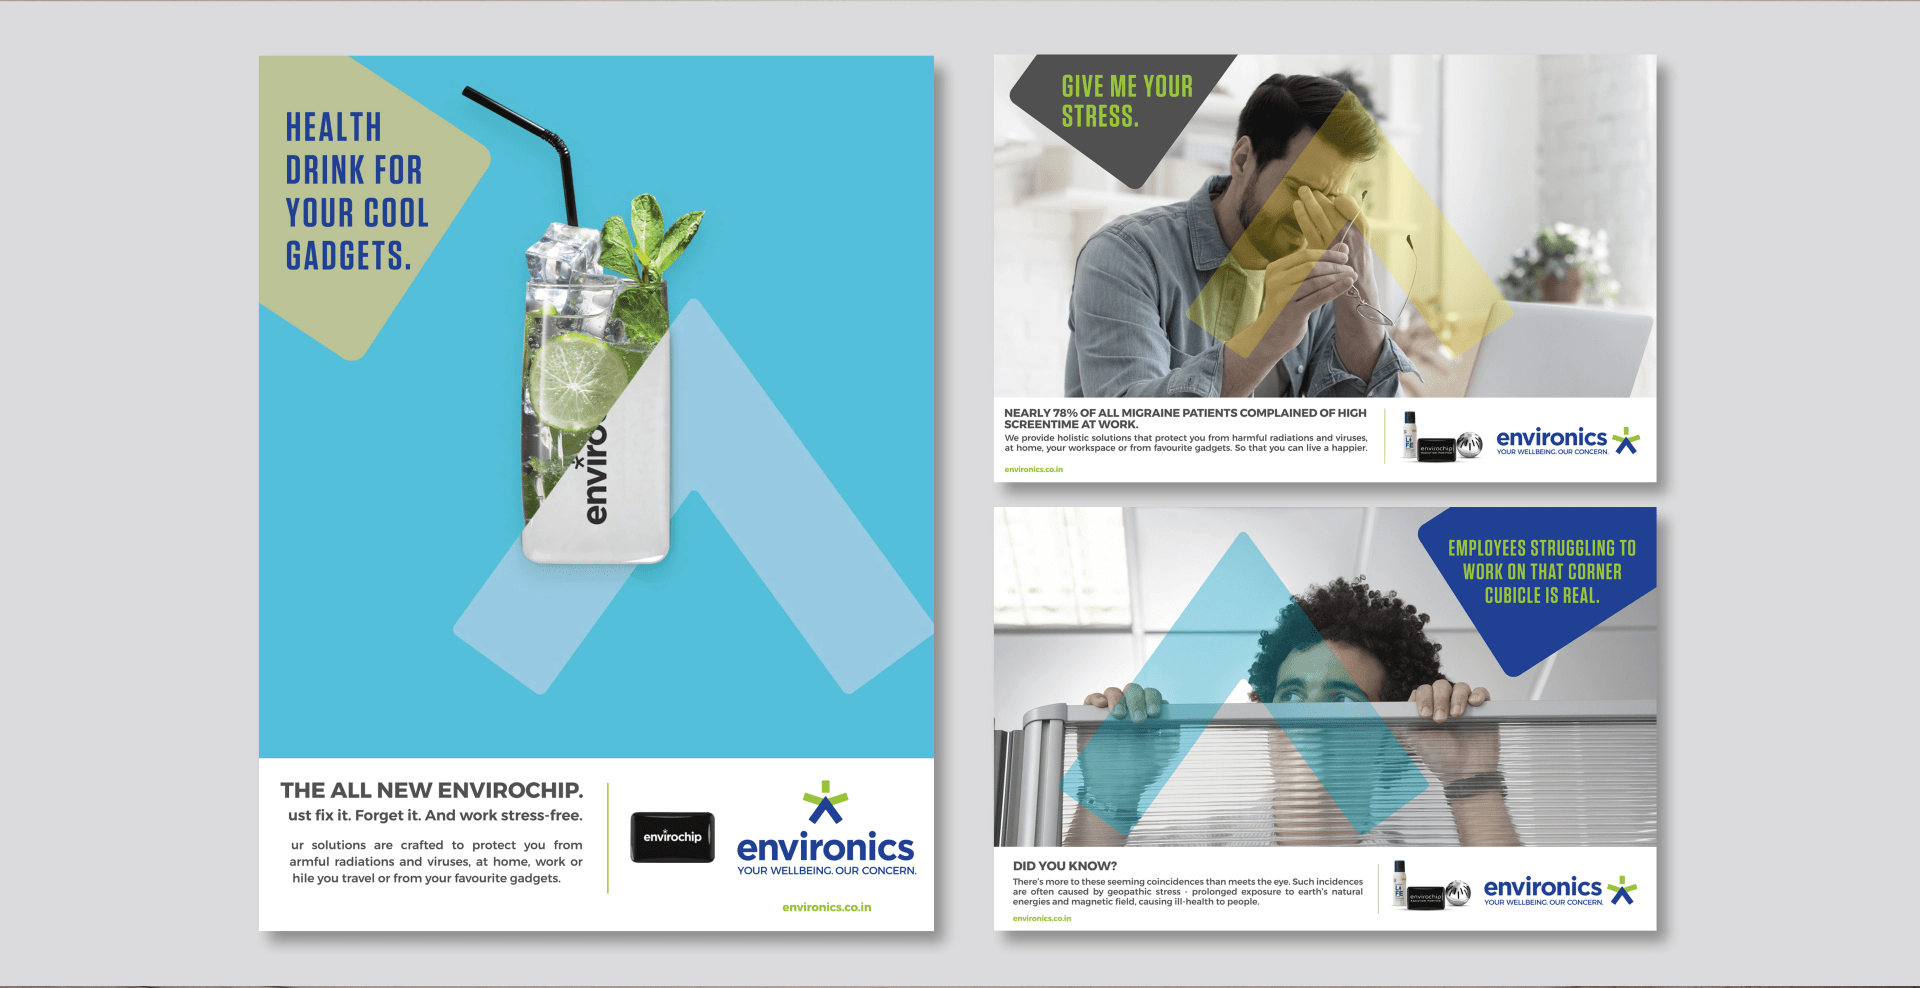 HEALTH
DRINK FOR
YOUR COOL
GADGETS.
enviro
THE ALL NEW ENVIROCHIP.
ust fix it. Forget it. And work stress-free.
ur solutions are crafted to protect you from
armful radiations and viruses, at home, work or
hile you travel or from your favourite gadgets.
envirochip
environics
YOUR WELLBEING. OUR CONCERN.
environics.co.in
GIVE ME YOUR
STRESS.
NEARLY 78% OF ALL MIGRAINE PATIENTS COMPLAINED OF HIGH
SCREENTIME AT WORK.
We provide holistic solutions that protect you from harmful radiations and viruses,
at home, your workspace or from favourite gadgets. So that you can live a happier.
environics.co.in
LIFE
envirochip
environics
YOUR WELLBEING. OUR CONCERN.
EMPLOYEES STRUGGLING TO
WORK ON THAT CORNER
CUBICLE IS REAL.
DID YOU KNOW?
There's more to these seeming coincidences than meets the eye. Such incidences
are often caused by geopathic stress - prolonged exposure to earth's natural
energies and magnetic field, causing ill-health to people.
environics.co.in
LIFE
envirochip
environics
YOUR WELLBEING. OUR CONCERN.